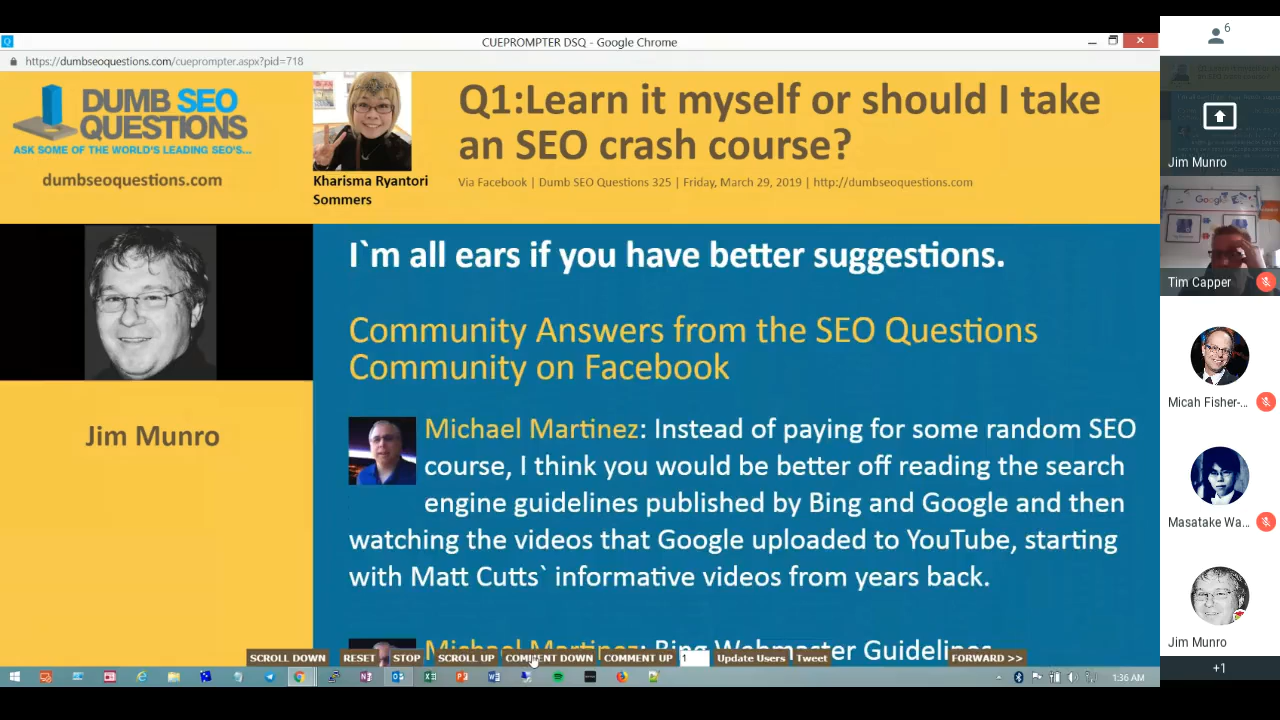 CUEPROMPTER DSQ - Google Chrome
https://dumbseoquestions.com/cueprompter.aspx?pid=718
DUMB SEO
QUESTIONS
ASK SOME OF THE WORLD'S LEADING SEO'S...
dumbseoquestions.com
Kharisma Ryantori
Sommers
Q1:Learn it myself or should I take
an SEO crash course?
Via Facebook | Dumb SEO Questions 325 | Friday, March 29, 2019 | http://dumbseoquestions.com
Jim Munro
I`m all ears if you have better suggestions.
Community Answers from the SEO Questions
Community on Facebook
Michael Martinez: Instead of paying for some random SEO
course, I think you would be better off reading the search
engine guidelines published by Bing and Google and then
watching the videos that Google uploaded to YouTube, starting
with Matt Cutts` informative videos from years back.
Michael Martinez: Bing Webmaster Guidelines
SCROLL DOWN
RESET
STOP
SCROLL UP
COMMENT DOWN
COMMENT UP
1
Update Users
Tweet
FORWARD >>
1:36 AM
6
Jim Munro
Google
Tim Capper
Micah Fisher-...
Masatake Wa...
Jim Munro
+1